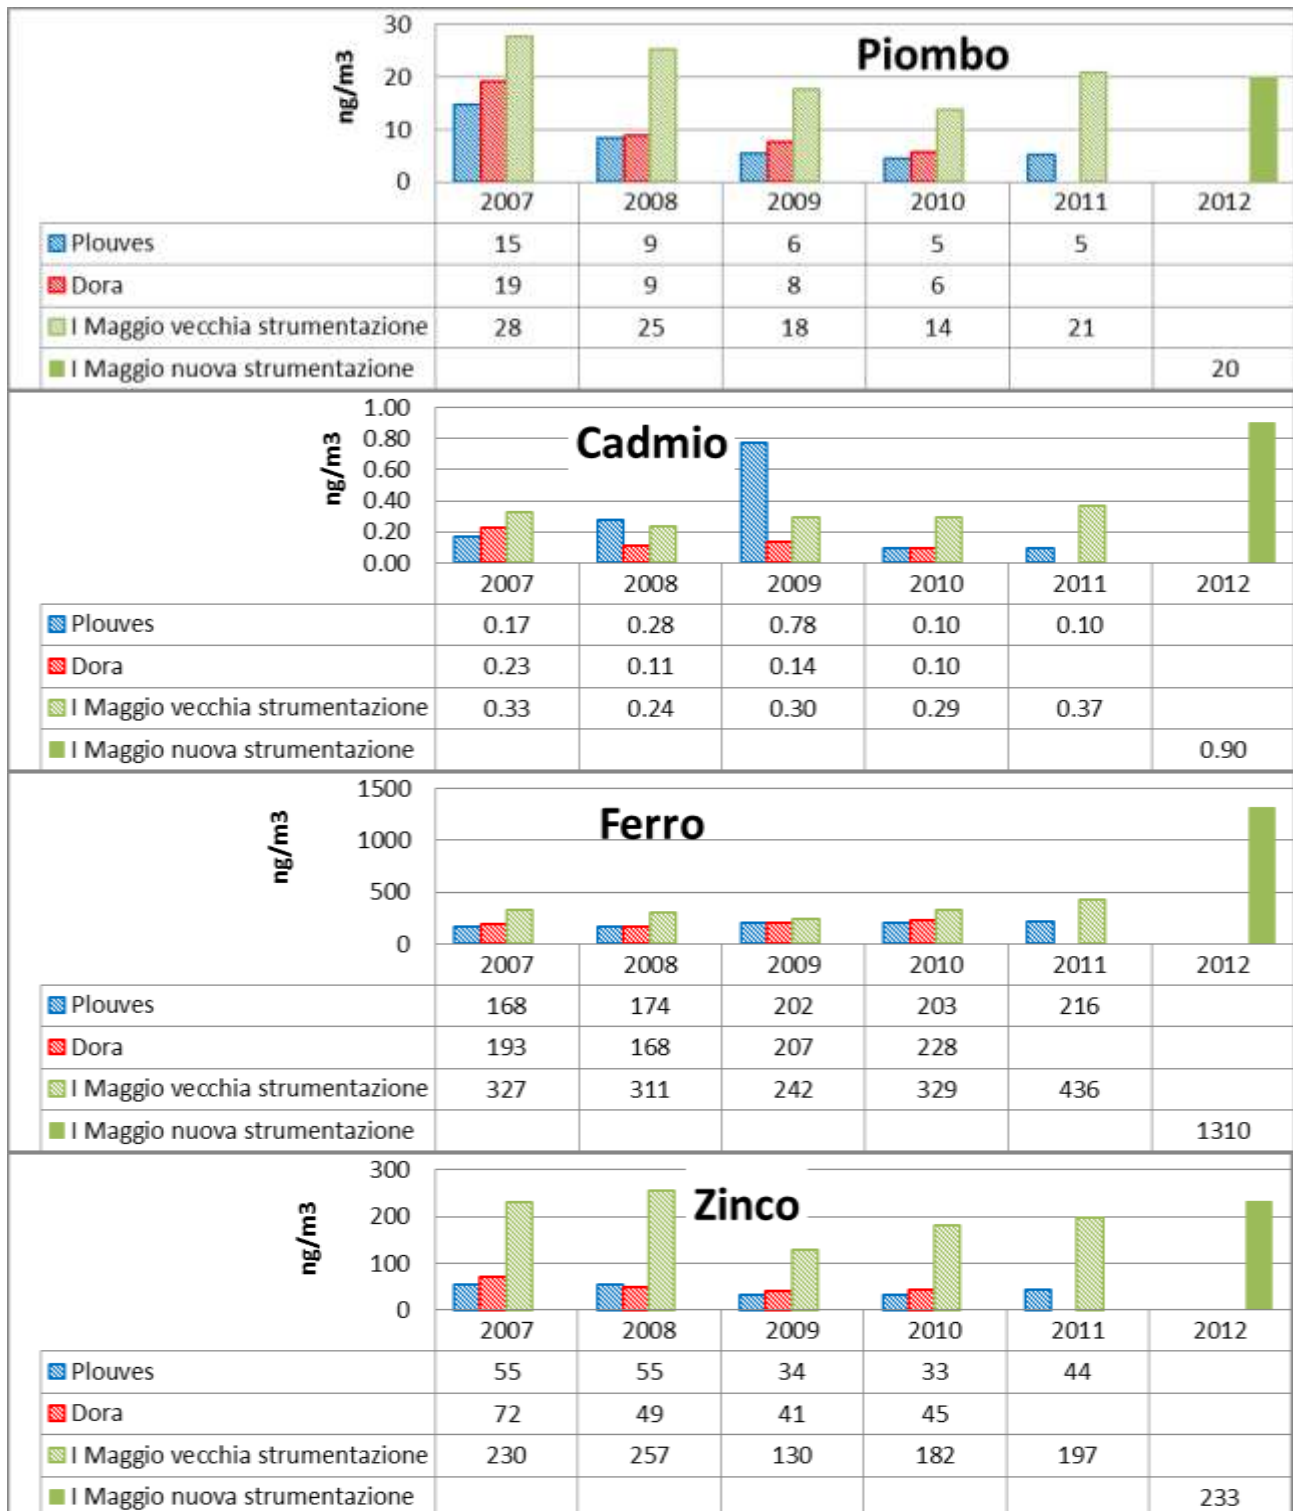 Piombo
ng/m3
30
20
10
0
2007 2008 2009 2010 2011 2012
Plouves 15 9 6 5 5
Dora 19 9 8 6
I Maggio vecchia strumentazione 28 25 18 14 21
I Maggio nuova strumentazione 20
Cadmio
ng/m3
1.00
0.80
0.60
0.40
0.20
0.00
2007 2008 2009 2010 2011 2012
Plouves 0.17 0.28 0.78 0.10 0.10
Dora 0.23 0.11 0.14 0.10
I Maggio vecchia strumentazione 0.33 0.24 0.30 0.29 0.37
I Maggio nuova strumentazione 0.90
Ferro
ng/m3
1500
1000
500
0
2007 2008 2009 2010 2011 2012
Plouves 168 174 202 203 216
Dora 193 168 207 228
I Maggio vecchia strumentazione 327 311 242 329 436
I Maggio nuova strumentazione 1310
Zinco
ng/m3
300
200
100
0
2007 2008 2009 2010 2011 2012
Plouves 55 55 34 33 44
Dora 72 49 41 45
I Maggio vecchia strumentazione 230 257 130 182 197
I Maggio nuova strumentazione 233